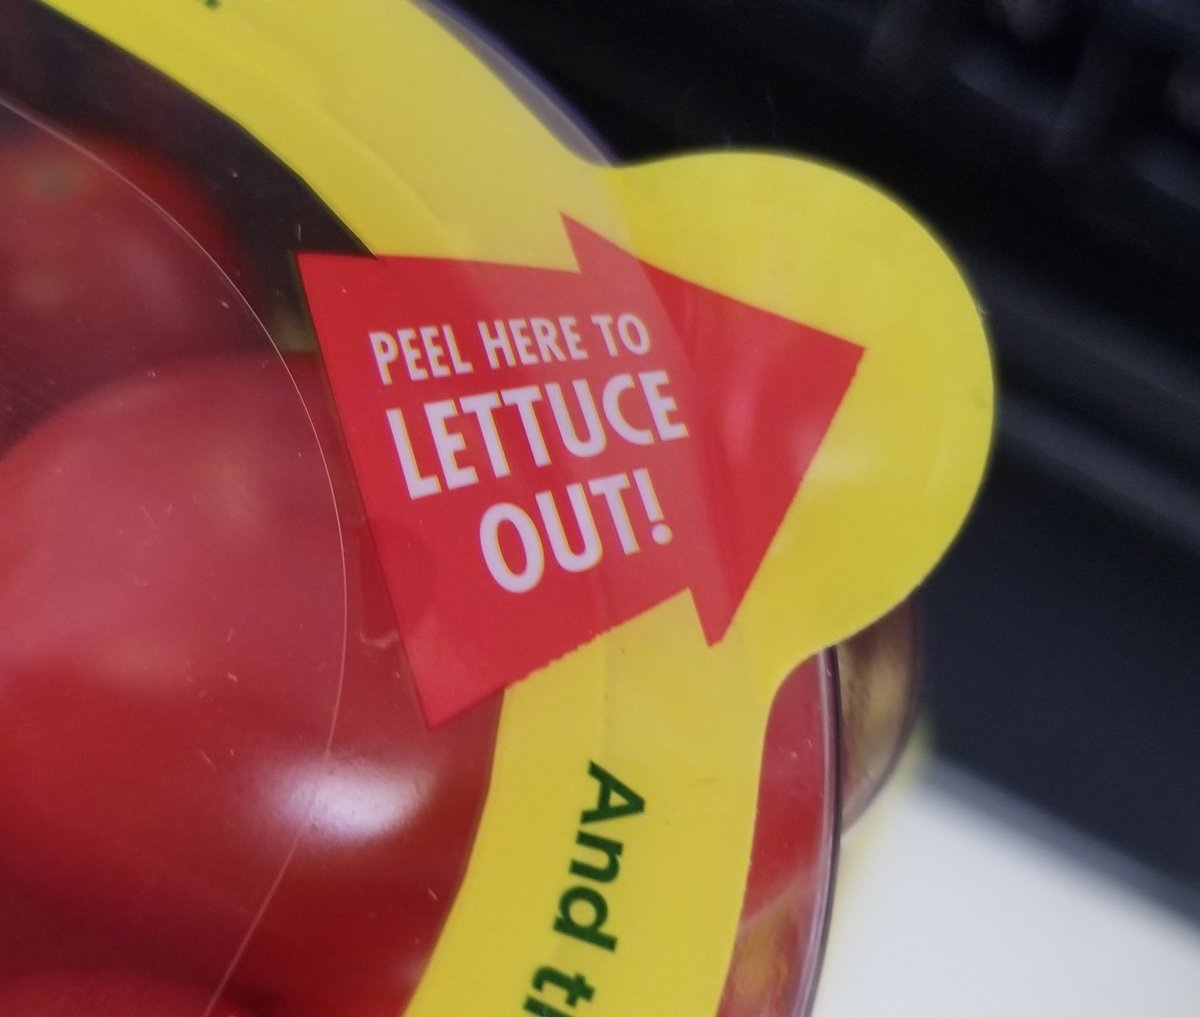 PEEL HERE TO
LETTUCE
OUT!
And